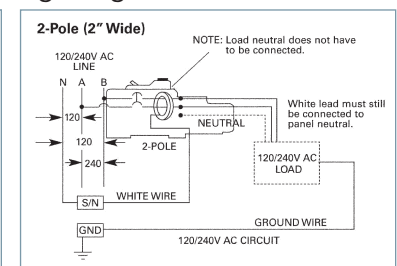 2-Pole (2" Wide)
NOTE: Load neutral does not have
to be connected.
120/240V AC
LINE
N A B
120
120
240
2-POLE
NEUTRAL
White lead must still
be connected to
panel neutral.
120/240V AC
LOAD
S/N
WHITE WIRE
GND
GROUND WIRE
120/240V AC CIRCUIT